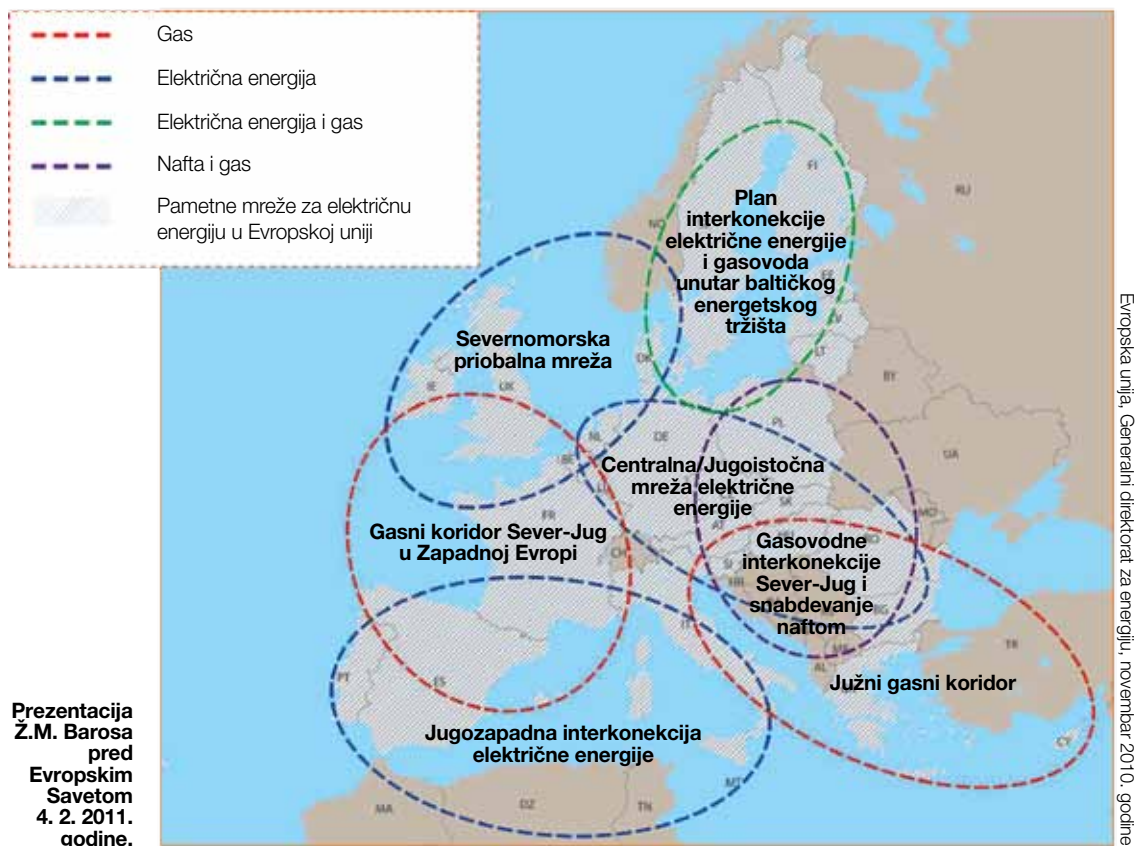 Gas
Električna energija
Električna energija i gas
Nafta i gas
Pametne mreže za električnu
energiju u Evropskoj uniji
Plan
interkonekcije
električne energije
i gasovoda
unutar baltičkog
energetskog
tržišta
Severnomorska
priobalna mreža
Centralna/Jugoistočna
mreža električne
energije
Gasni koridor Sever-Jug
u Zapadnoj Evropi
Gasovodne
interkonekcije
Sever-Jug i
snabdevanje
naftom
Južni gasni koridor
Jugozapadna interkonekcija
električne energije
FI
RU
NO
EE
LV
LT
DK
BY
IE
UK
NL
DE
PL
BE
UA
SK
FR
AT
MO
CH
SI
HR
BG
IT
AL
TR
PT
ES
CY
MT
MA
DZ
TN
Prezentacija
Ž.M. Barosa
pred
Evropskim
Savetom
4. 2. 2011.
godine.
Evropska unija, Generalni direktorat za energiju, novembar 2010. godine